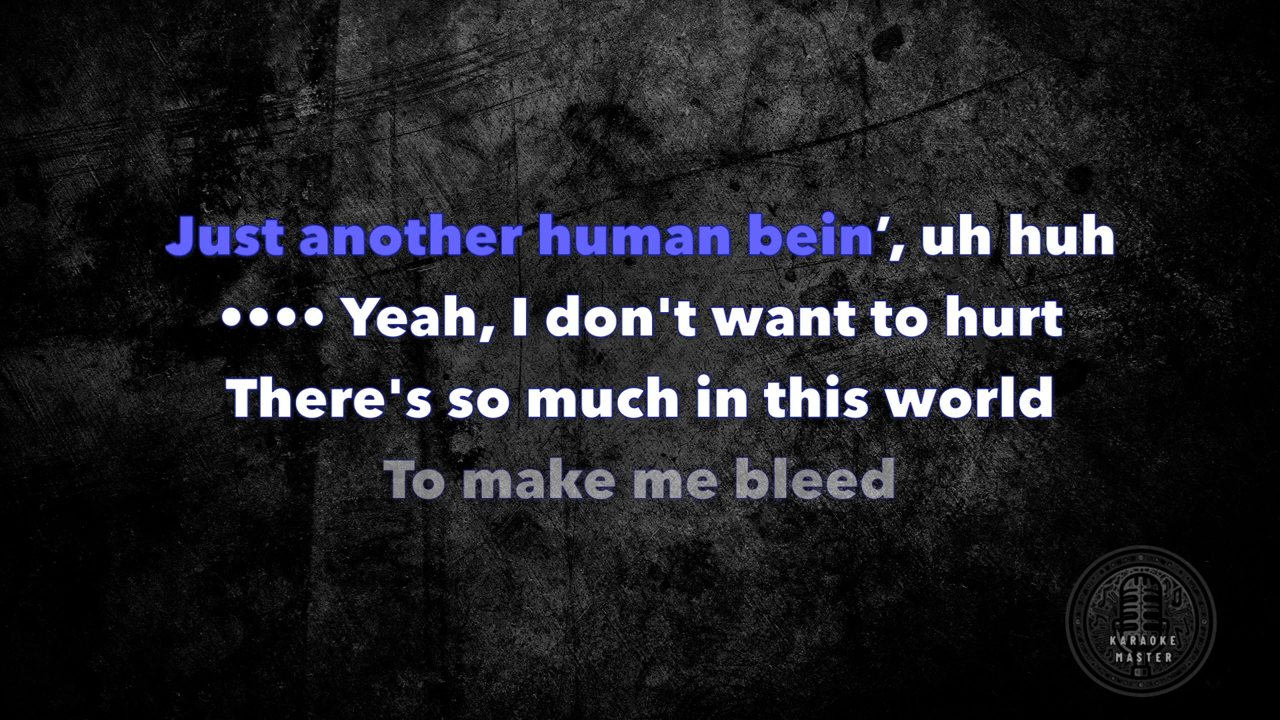 Just another human bein’, uh huh
•••• Yeah, I don't want to hurt
There's so much in this world
To make me bleed
KARAOKE
MASTER